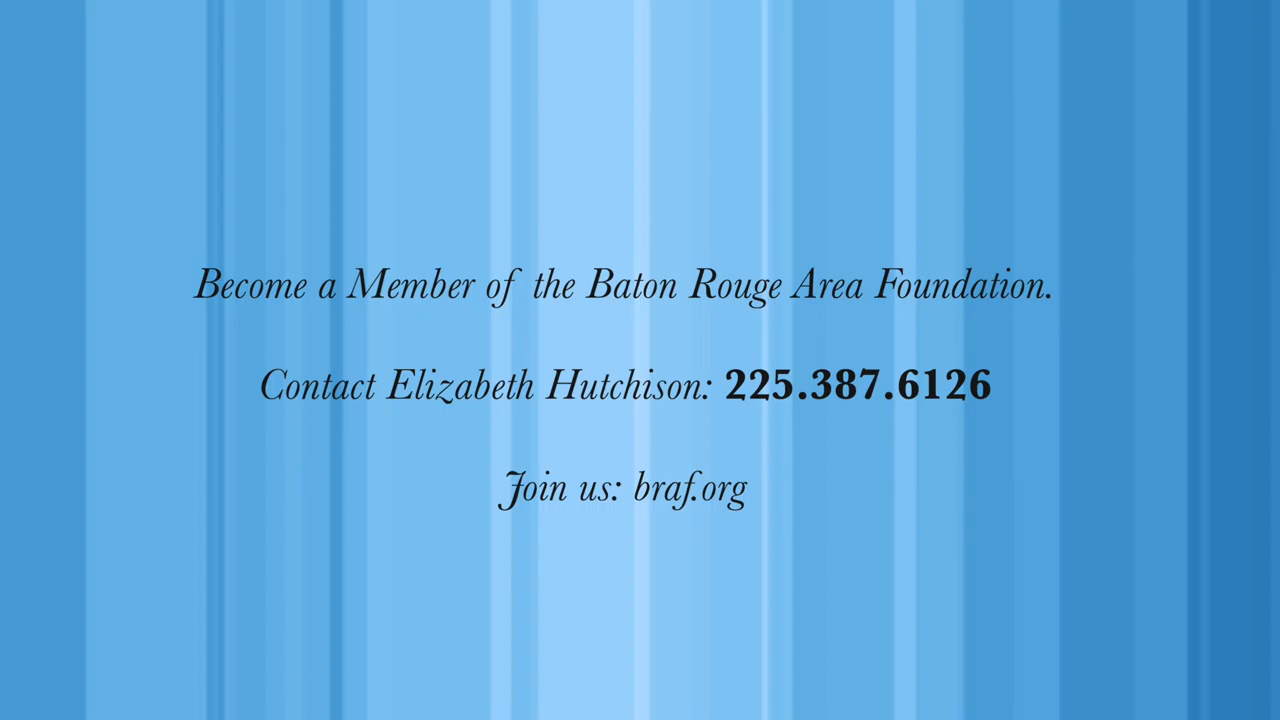 Become a Member of the Baton Rouge Area Foundation.
Contact Elizabeth Hutchison: 225.387.6126
Join us: braf.org